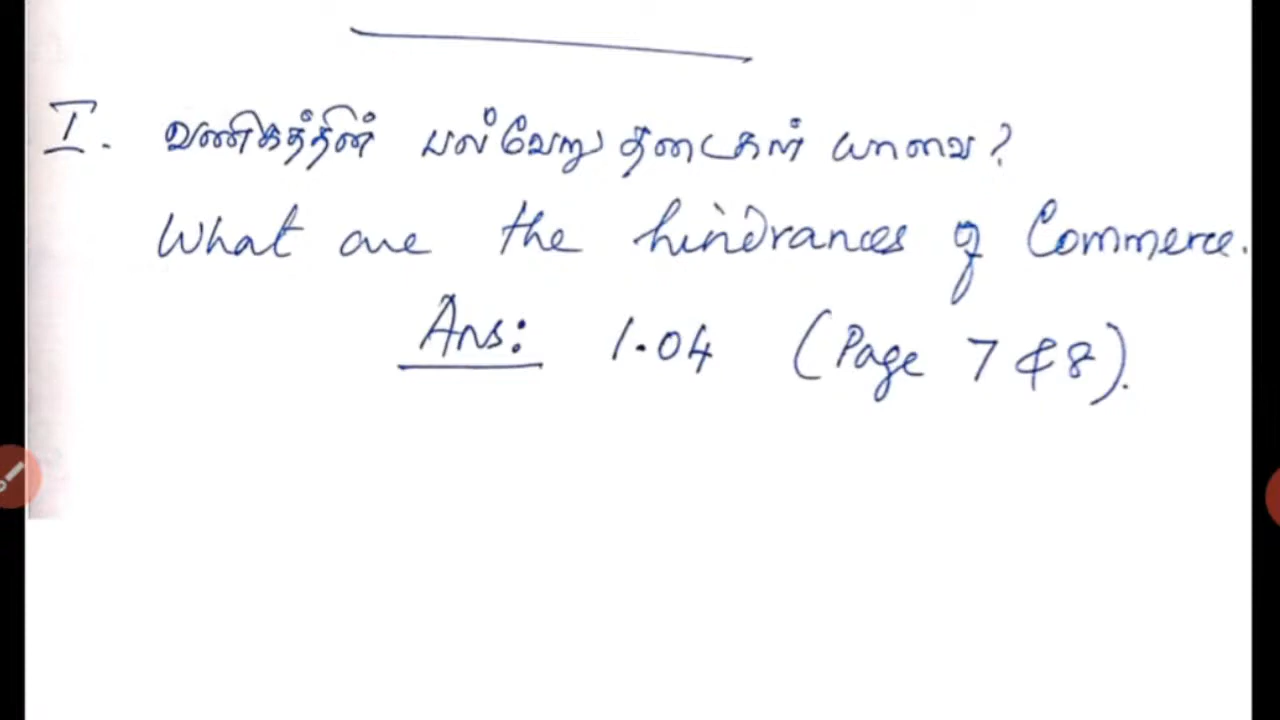 I. வணிகத்தின் பல்வேறு தடைகள் யாவை?
What are the hindrances of Commerce.
Ans: 1.04 (Page 7 & 8).